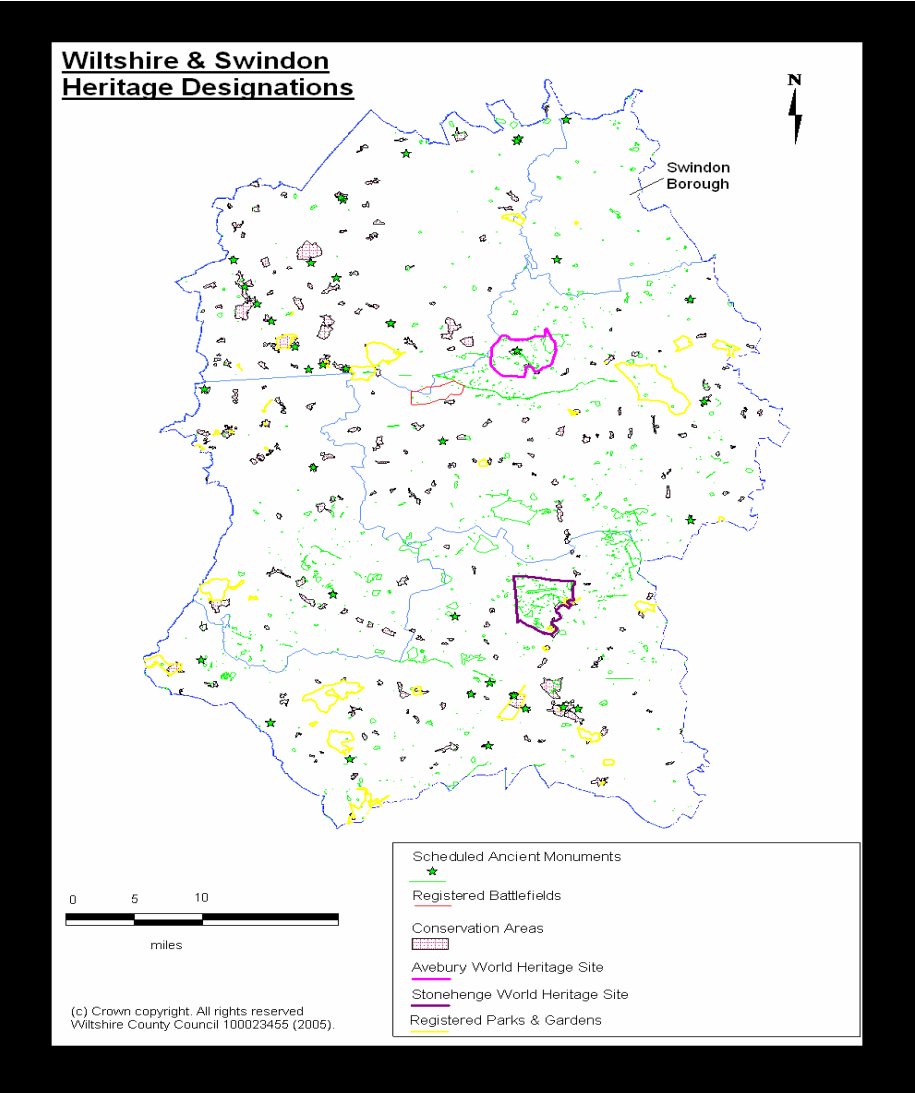 Wiltshire & Swindon
Heritage Designations
N
Swindon
Borough
Scheduled Ancient Monuments
Registered Battlefields
Conservation Areas
Avebury World Heritage Site
Stonehenge World Heritage Site
Registered Parks & Gardens
0 5 10
miles
(c) Crown copyright. All rights reserved
Wiltshire County Council 100023455 (2005).